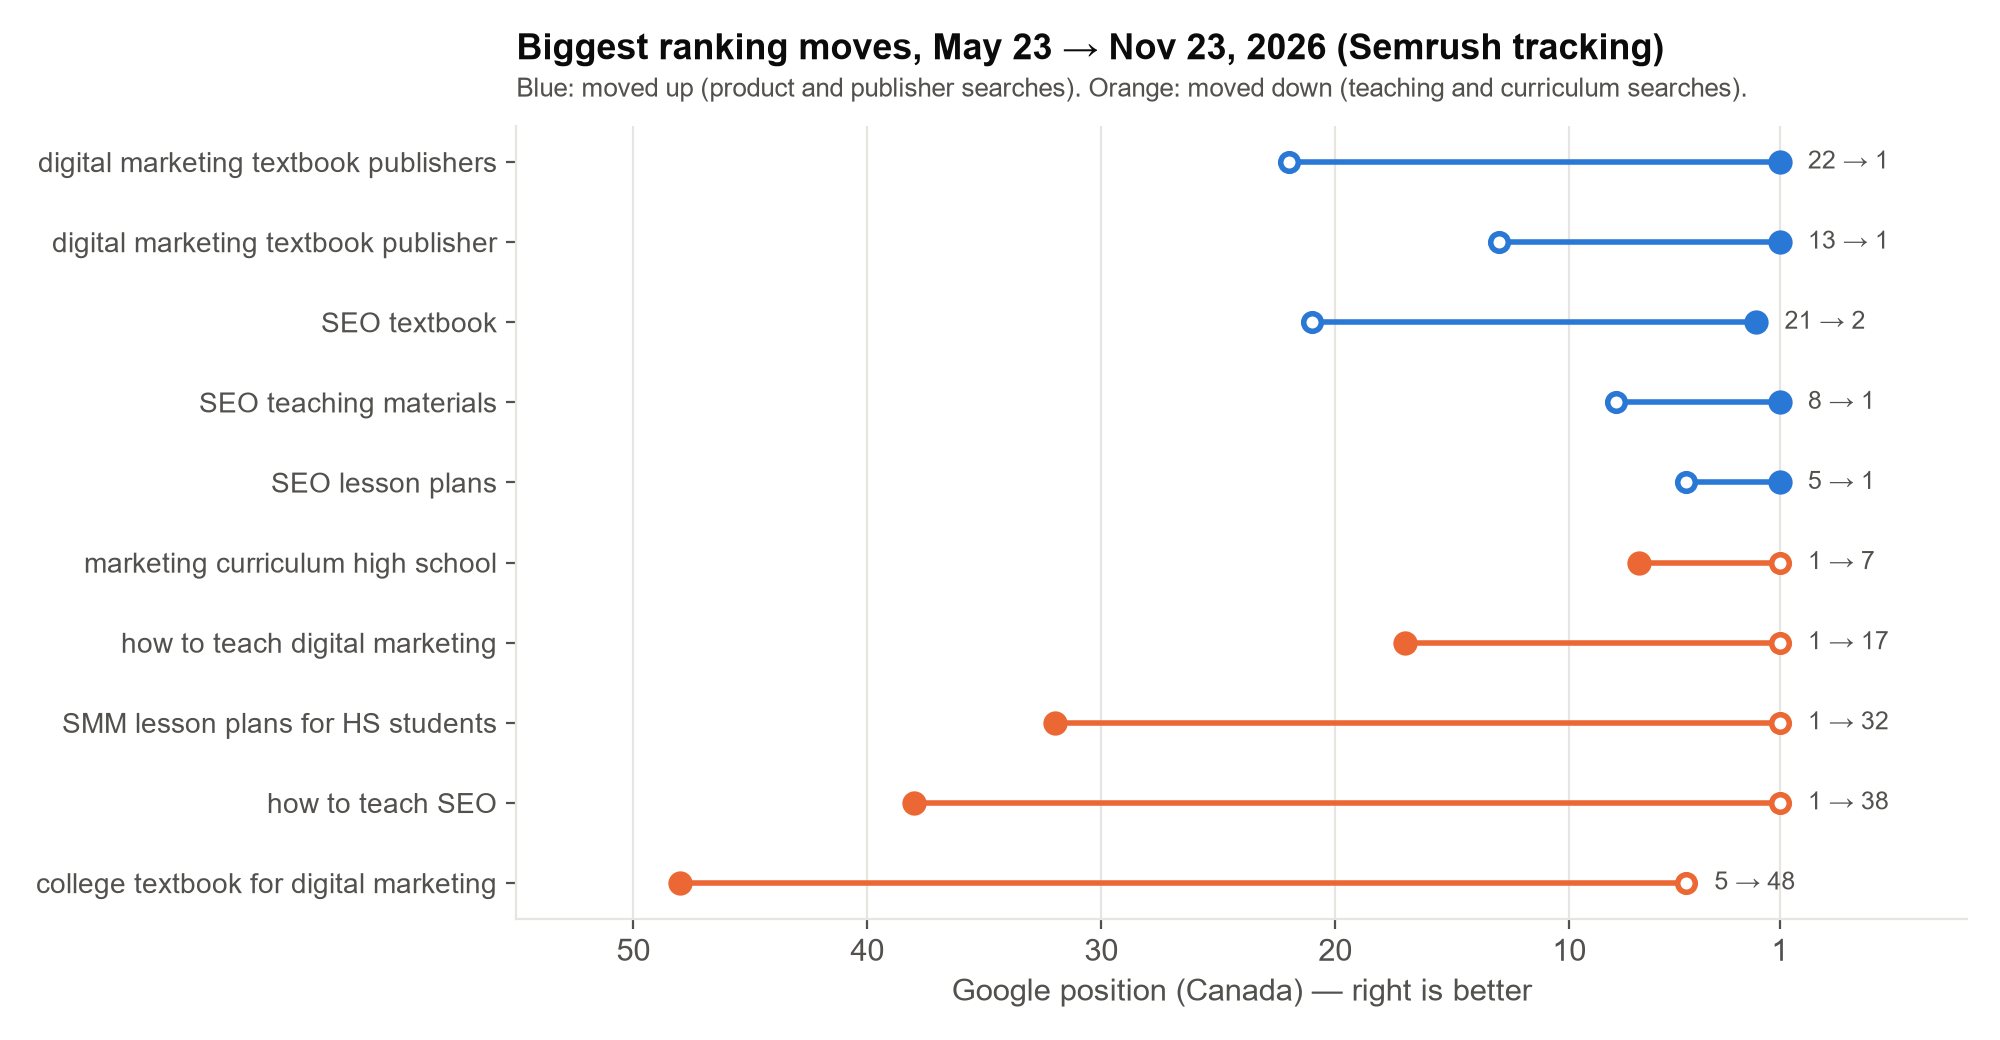 Biggest ranking moves, May 23 → Nov 23, 2026 (Semrush tracking)
Blue: moved up (product and publisher searches). Orange: moved down (teaching and curriculum searches).
digital marketing textbook publishers 22 → 1
digital marketing textbook publisher 13 → 1
SEO textbook 21 → 2
SEO teaching materials 8 → 1
SEO lesson plans 5 → 1
marketing curriculum high school 1 → 7
how to teach digital marketing 1 → 17
SMM lesson plans for HS students 1 → 32
how to teach SEO 1 → 38
college textbook for digital marketing 5 → 48
50 40 30 20 10 1
Google position (Canada) — right is better